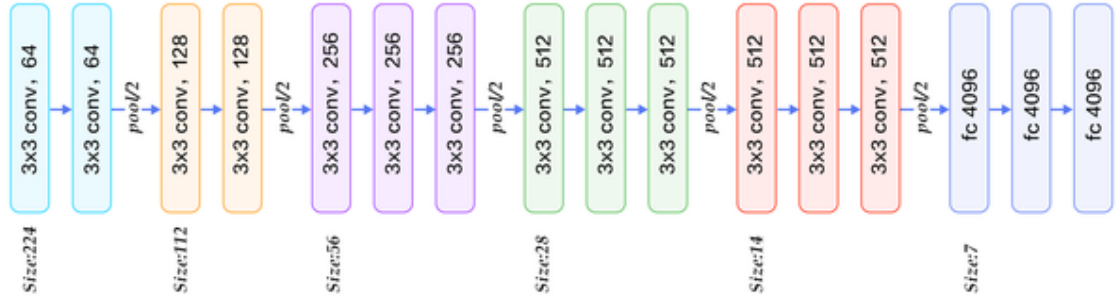 3x3 conv, 64
3x3 conv, 64
pool/2
3x3 conv, 128
3x3 conv, 128
pool/2
3x3 conv, 256
3x3 conv, 256
3x3 conv, 256
pool/2
3x3 conv, 512
3x3 conv, 512
3x3 conv, 512
pool/2
3x3 conv, 512
3x3 conv, 512
3x3 conv, 512
pool/2
fc 4096
fc 4096
fc 4096
Size:224
Size:112
Size:56
Size:28
Size:14
Size:7